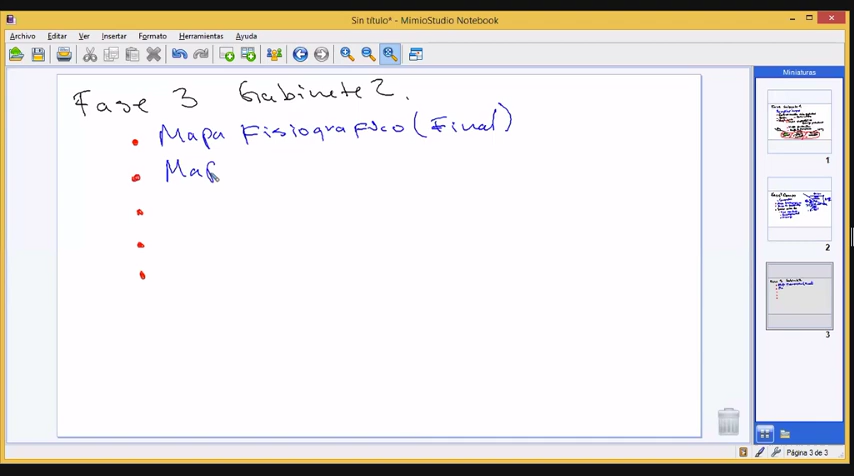 Sin título* - MimioStudio Notebook
Archivo Editar Ver Insertar Formato Herramientas Ayuda
Miniaturas
Fase 3 Gabinete 2.
Mapa Fisiografico (Final)
Map
1
2
3
Página 3 de 3